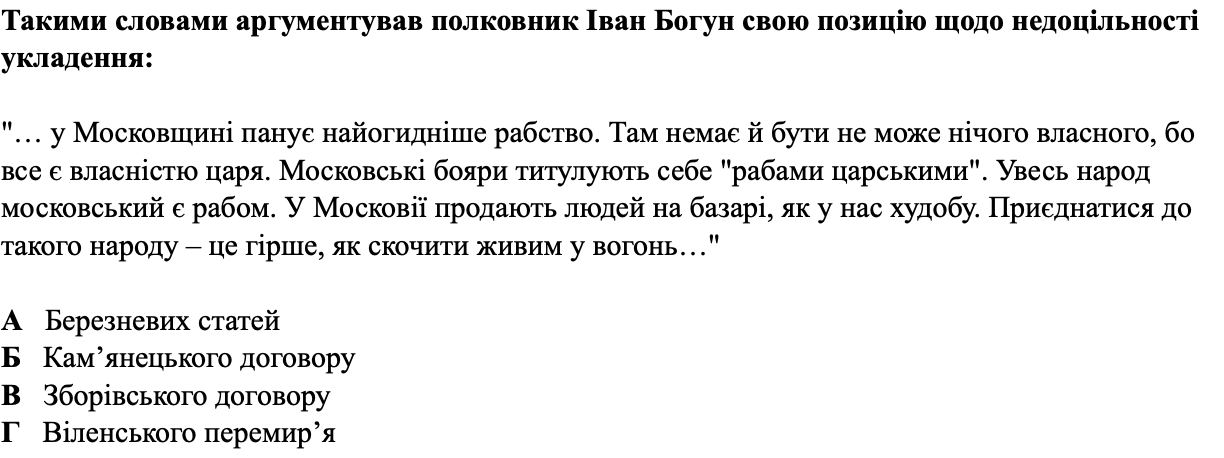 Такими словами аргументував полковник Іван Богун свою позицію щодо недоцільності
укладення:
"… у Московщині панує найогидніше рабство. Там немає й бути не може нічого власного, бо
все є власністю царя. Московські бояри титулують себе "рабами царськими". Увесь народ
московський є рабом. У Московії продають людей на базарі, як у нас худобу. Приєднатися до
такого народу – це гірше, як скочити живим у вогонь…"
А Березневих статей
Б Кам’янецького договору
В Зборівського договору
Г Віленського перемир’я